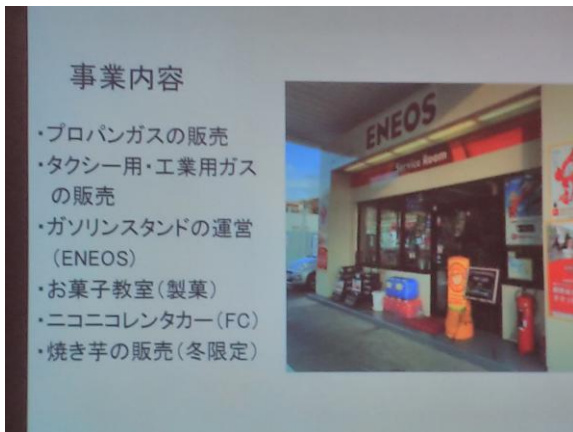 事業内容
・プロパンガスの販売
・タクシー用・工業用ガス
の販売
・ガソリンスタンドの運営
(ENEOS)
・お菓子教室(製菓)
・ニコニコレンタカー(FC)
・焼き芋の販売(冬限定)
ENEOS
Service Room